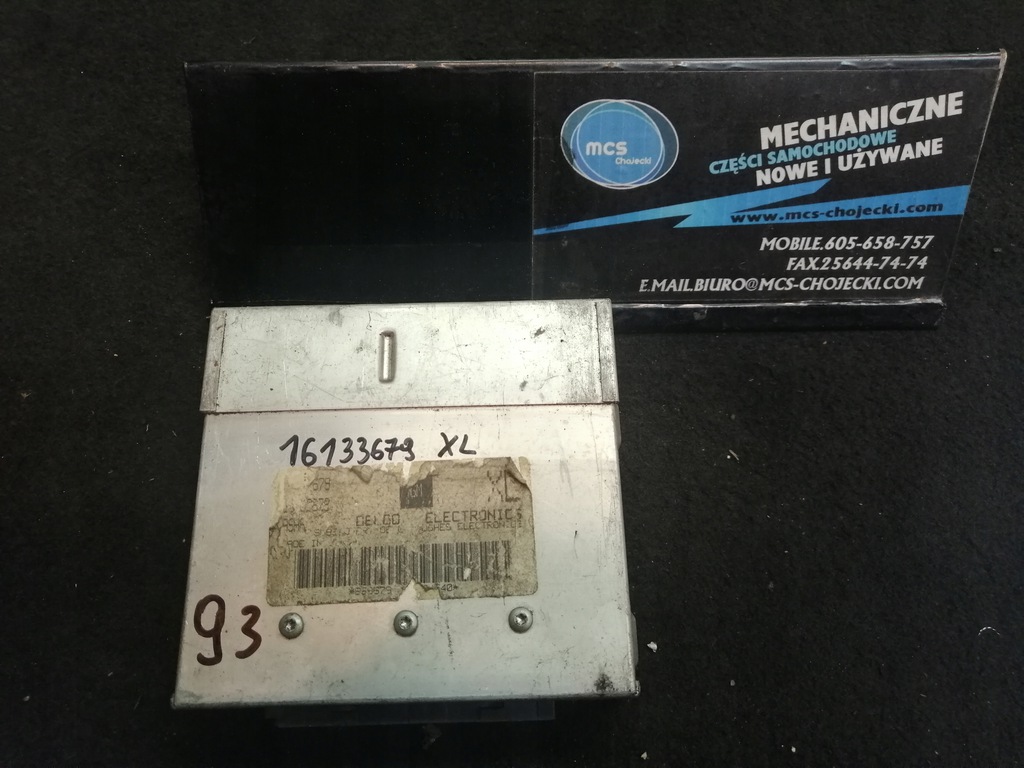 mcs
Chojecki
MECHANICZNE
CZĘŚCI SAMOCHODOWE
NOWE I UŻYWANE
www.mcs-chojecki.com
MOBILE.605-658-757
FAX.25644-74-74
E.MAIL.BIURO@MCS-CHOJECKI.COM
16133679 XL
XL
ELECTRONICS
93